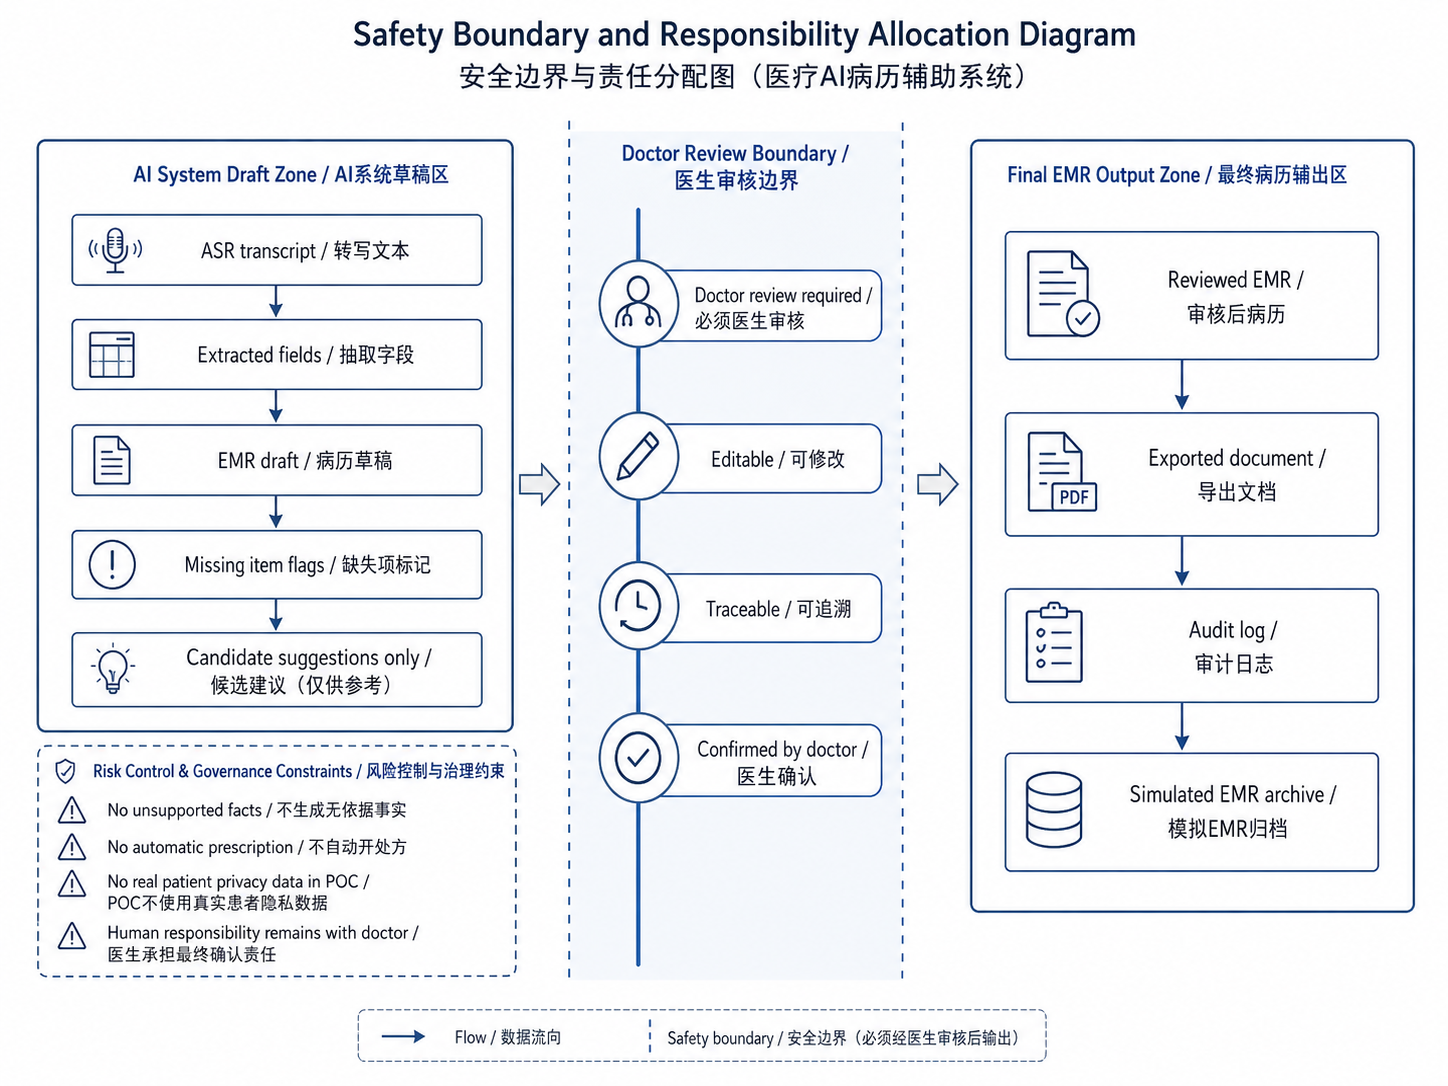 Safety Boundary and Responsibility Allocation Diagram
安全边界与责任分配图（医疗AI病历辅助系统）
AI System Draft Zone / AI系统草稿区
ASR transcript / 转写文本
Extracted fields / 抽取字段
EMR draft / 病历草稿
Missing item flags / 缺失项标记
Candidate suggestions only /
候选建议（仅供参考）
Risk Control & Governance Constraints / 风险控制与治理约束
No unsupported facts / 不生成无依据事实
No automatic prescription / 不自动开处方
No real patient privacy data in POC /
POC不使用真实患者隐私数据
Human responsibility remains with doctor /
医生承担最终确认责任
Doctor Review Boundary /
医生审核边界
Doctor review required /
必须医生审核
Editable / 可修改
Traceable / 可追溯
Confirmed by doctor /
医生确认
Final EMR Output Zone / 最终病历辅出区
Reviewed EMR /
审核后病历
Exported document /
导出文档
PDF
Audit log /
审计日志
Simulated EMR archive /
模拟EMR归档
Flow / 数据流向
Safety boundary / 安全边界（必须经医生审核后输出）